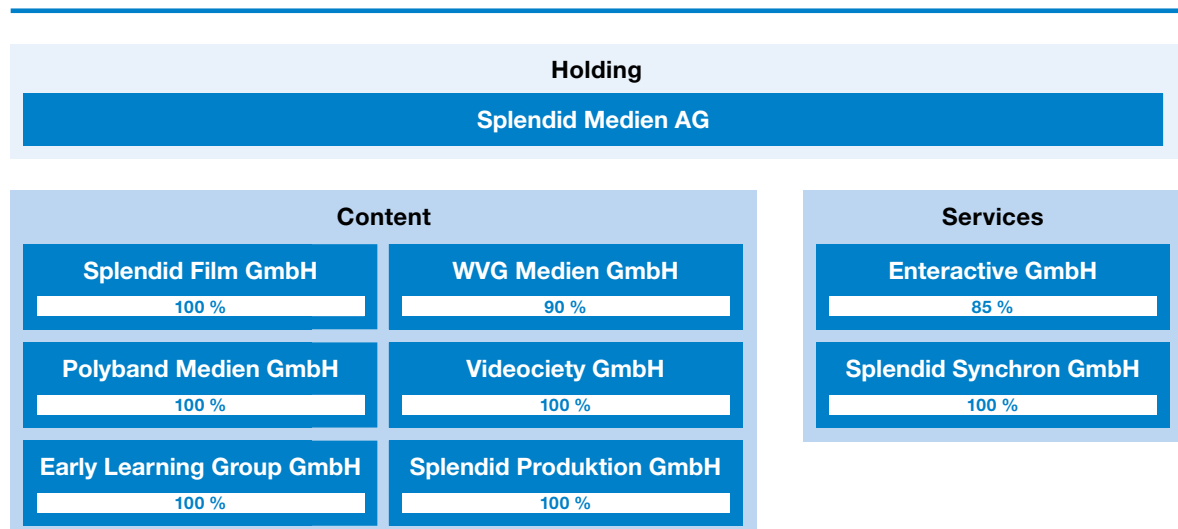 Holding
Splendid Medien AG
Content
Splendid Film GmbH
100 %
WVG Medien GmbH
90 %
Polyband Medien GmbH
100 %
Videociety GmbH
100 %
Early Learning Group GmbH
100 %
Splendid Produktion GmbH
100 %
Services
Enteractive GmbH
85 %
Splendid Synchron GmbH
100 %